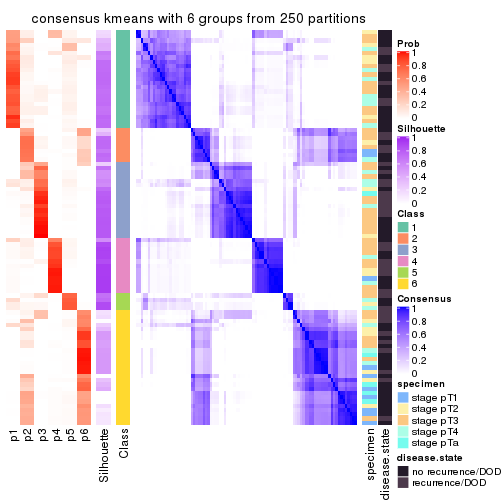 consensus kmeans with 6 groups from 250 partitions
p1
p2
p3
p4
p5
p6
Silhouette
Class
specimen
disease.state
Prob
1
0.8
0.6
0.4
0.2
0
Silhouette
1
0.8
0.6
0.4
0.2
0
Class
1
2
3
4
5
6
Consensus
1
0.8
0.6
0.4
0.2
0
specimen
stage pT1
stage pT2
stage pT3
stage pT4
stage pTa
disease.state
no recurrence/DOD
recurrence/DOD